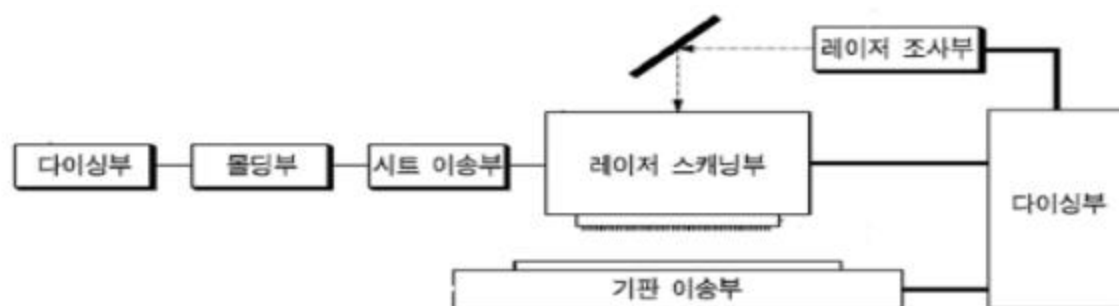 레이저 조사부
다이싱부
몰딩부
시트 이송부
레이저 스캐닝부
다이싱부
기판 이송부